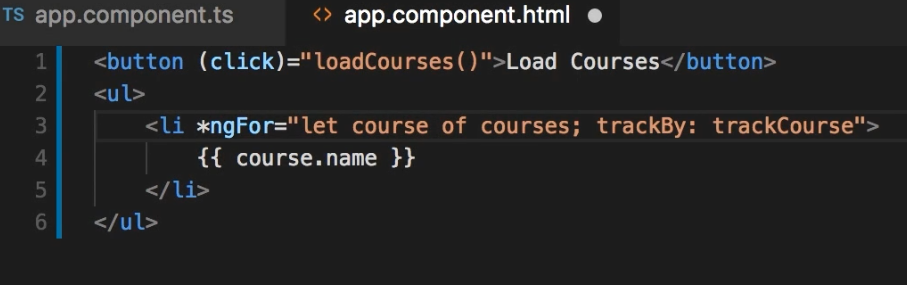 TS app.component.ts <> app.component.html
1 <button (click)="loadCourses()">Load Courses</button>
2 <ul>
3 <li *ngFor="let course of courses; trackBy: trackCourse">
4 {{ course.name }}
5 </li>
6 </ul>